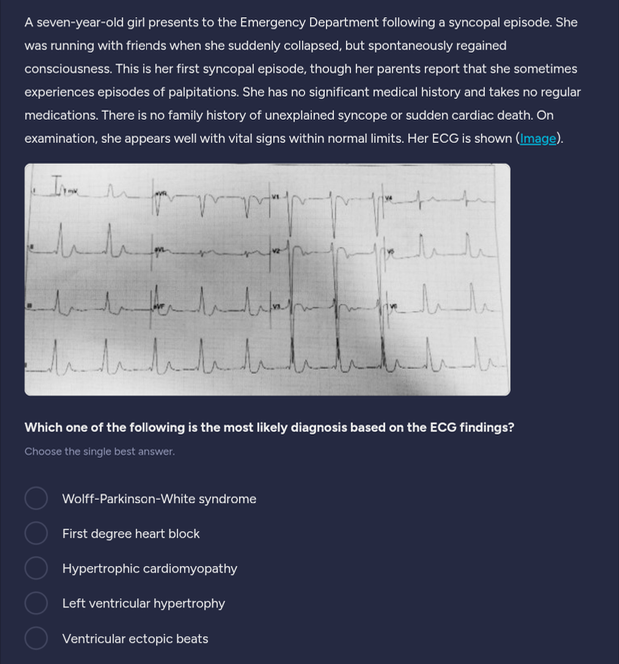 A seven-year-old girl presents to the Emergency Department following a syncopal episode. She
was running with friends when she suddenly collapsed, but spontaneously regained
consciousness. This is her first syncopal episode, though her parents report that she sometimes
experiences episodes of palpitations. She has no significant medical history and takes no regular
medications. There is no family history of unexplained syncope or sudden cardiac death. On
examination, she appears well with vital signs within normal limits. Her ECG is shown (Image).
I 1 mV aVR V1 V4
II aVL V2 V5
III aVF V3 V6
II
Which one of the following is the most likely diagnosis based on the ECG findings?
Choose the single best answer.
Wolff-Parkinson-White syndrome
First degree heart block
Hypertrophic cardiomyopathy
Left ventricular hypertrophy
Ventricular ectopic beats